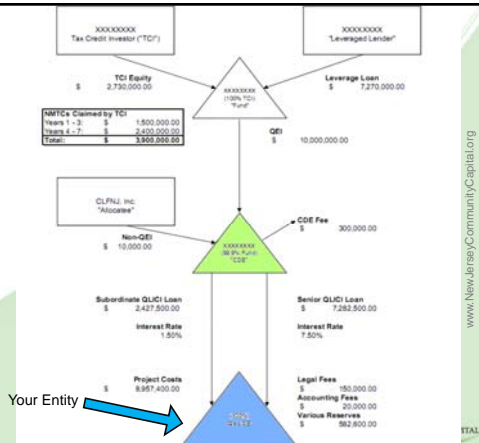 XXXXXXXX
Tax Credit Investor ("TCI")
XXXXXXXX
"Leveraged Lender"
TCI Equity
$ 2,730,000.00
Leverage Loan
$ 7,270,000.00
XXXXXXXX
(100% TCI)
"Fund"
NMTCs Claimed by TCI
Years 1 - 3: $ 1,500,000.00
Years 4 - 7: $ 2,400,000.00
Total: $ 3,900,000.00
QEI
$ 10,000,000.00
CLFNJ, Inc.
"Allocatee"
Non-QEI
$ 10,000.00
CDE Fee
$ 300,000.00
XXXXXXXX
"CDE"
Subordinate QLICI Loan
$ 2,427,500.00
Senior QLICI Loan
$ 7,282,500.00
Interest Rate
1.50%
Interest Rate
7.50%
Project Costs
$ 8,957,400.00
Legal Fees
$ 150,000.00
Accounting Fees
$ 20,000.00
Various Reserves
$ 582,600.00
Your Entity
www.NewJerseyCommunityCapital.org